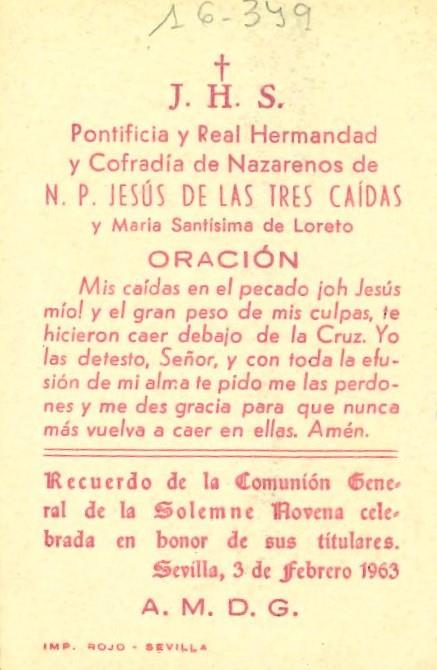 16-349
†
J. H. S.
Pontificia y Real Hermandad
y Cofradía de Nazarenos de
N. P. JESÚS DE LAS TRES CAÍDAS
y Maria Santísima de Loreto
ORACIÓN
Mis caídas en el pecado ¡oh Jesús
mío! y el gran peso de mis culpas, te
hicieron caer debajo de la Cruz. Yo
las detesto, Señor, y con toda la efu-
sión de mi alma te pido me las perdo-
nes y me des gracia para que nunca
más vuelva a caer en ellas. Amén.
Recuerdo de la Comunión Gene-
ral de la Solemne Novena cele-
brada en honor de sus titulares.
Sevilla, 3 de Febrero 1963
A. M. D. G.
IMP. ROJO - SEVILLA